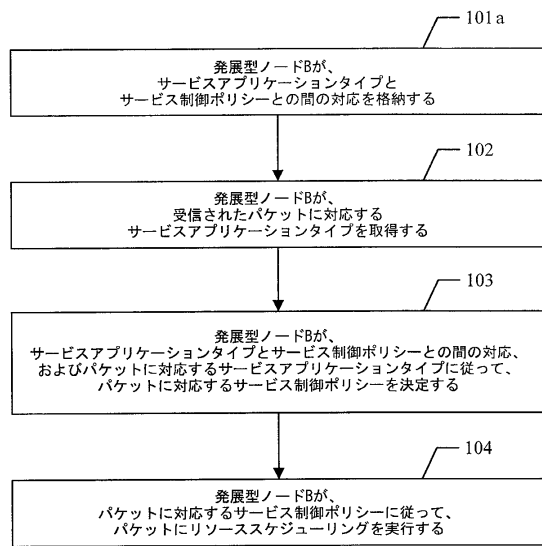 101a
発展型ノードBが、
サービスアプリケーションタイプと
サービス制御ポリシーとの間の対応を格納する
102
発展型ノードBが、
受信されたパケットに対応する
サービスアプリケーションタイプを取得する
103
発展型ノードBが、
サービスアプリケーションタイプとサービス制御ポリシーとの間の対応、
およびパケットに対応するサービスアプリケーションタイプに従って、
パケットに対応するサービス制御ポリシーを決定する
104
発展型ノードBが、
パケットに対応するサービス制御ポリシーに従って、
パケットにリソーススケジューリングを実行する